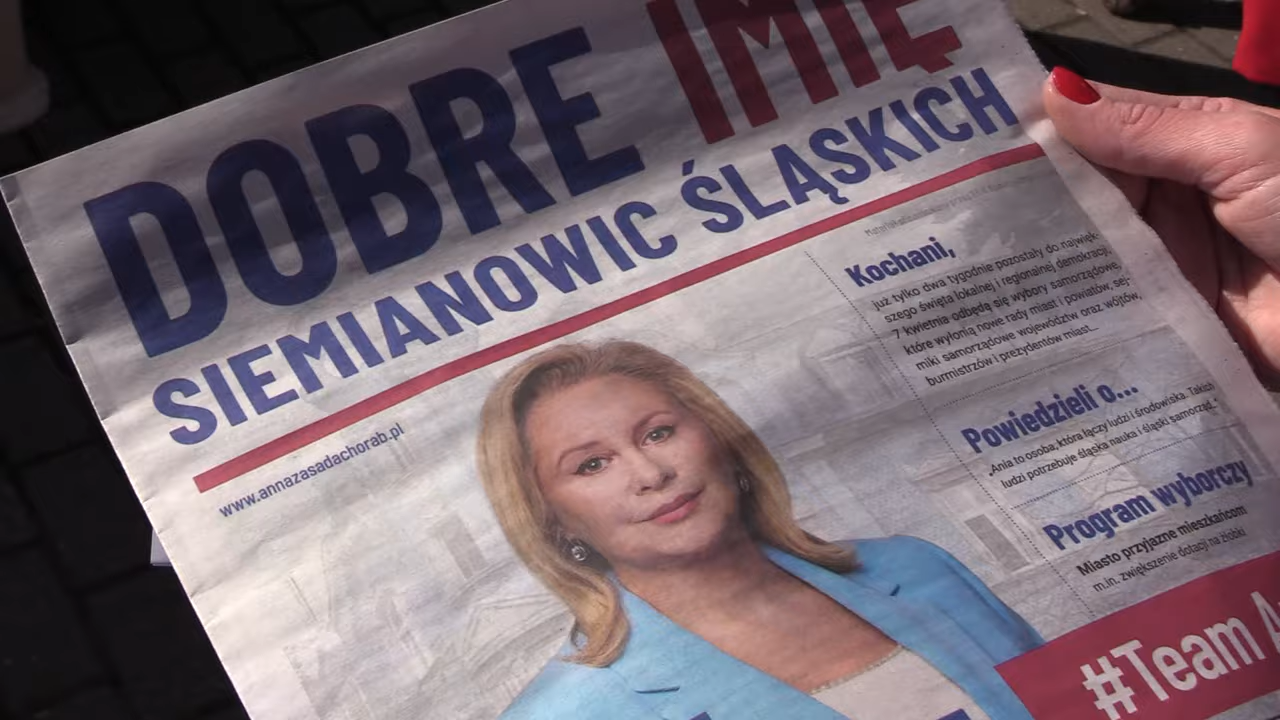 DOBRE IMIĘ
SIEMIANOWIC ŚLĄSKICH
www.annazasadachorab.pl
Kochani,
już tylko dwa tygodnie pozostały do najwięk-
szego święta lokalnej i regionalnej demokracji.
7 kwietnia odbędą się wybory samorządowe,
które wyłonią nowe rady miast i powiatów, sej-
miki samorządowe województw oraz wójtów,
burmistrzów i prezydentów miast...
Powiedzieli o...
„Ania to osoba, która łączy ludzi i środowiska. Takich
ludzi potrzebuje śląska nauka i śląski samorząd."
Program wyborczy
Miasto przyjazne mieszkańcom
m.in. zwiększenie dotacji na żłobki
#Team A